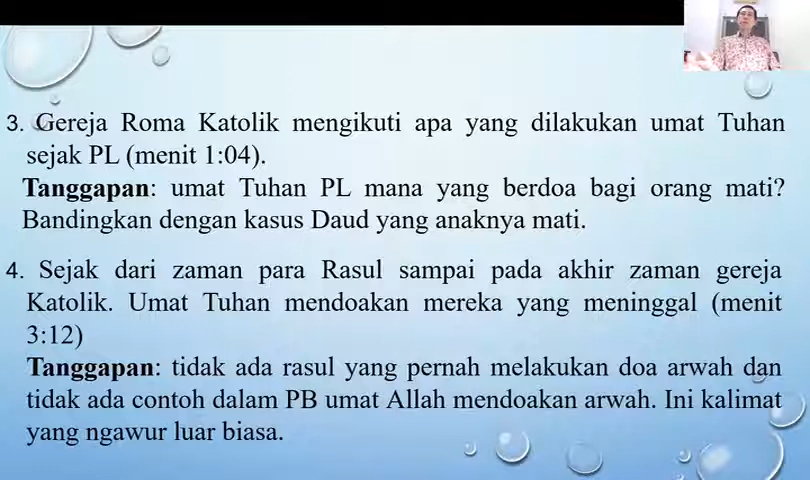 3. Gereja Roma Katolik mengikuti apa yang dilakukan umat Tuhan
sejak PL (menit 1:04).
Tanggapan: umat Tuhan PL mana yang berdoa bagi orang mati?
Bandingkan dengan kasus Daud yang anaknya mati.
4. Sejak dari zaman para Rasul sampai pada akhir zaman gereja
Katolik. Umat Tuhan mendoakan mereka yang meninggal (menit
3:12)
Tanggapan: tidak ada rasul yang pernah melakukan doa arwah dan
tidak ada contoh dalam PB umat Allah mendoakan arwah. Ini kalimat
yang ngawur luar biasa.